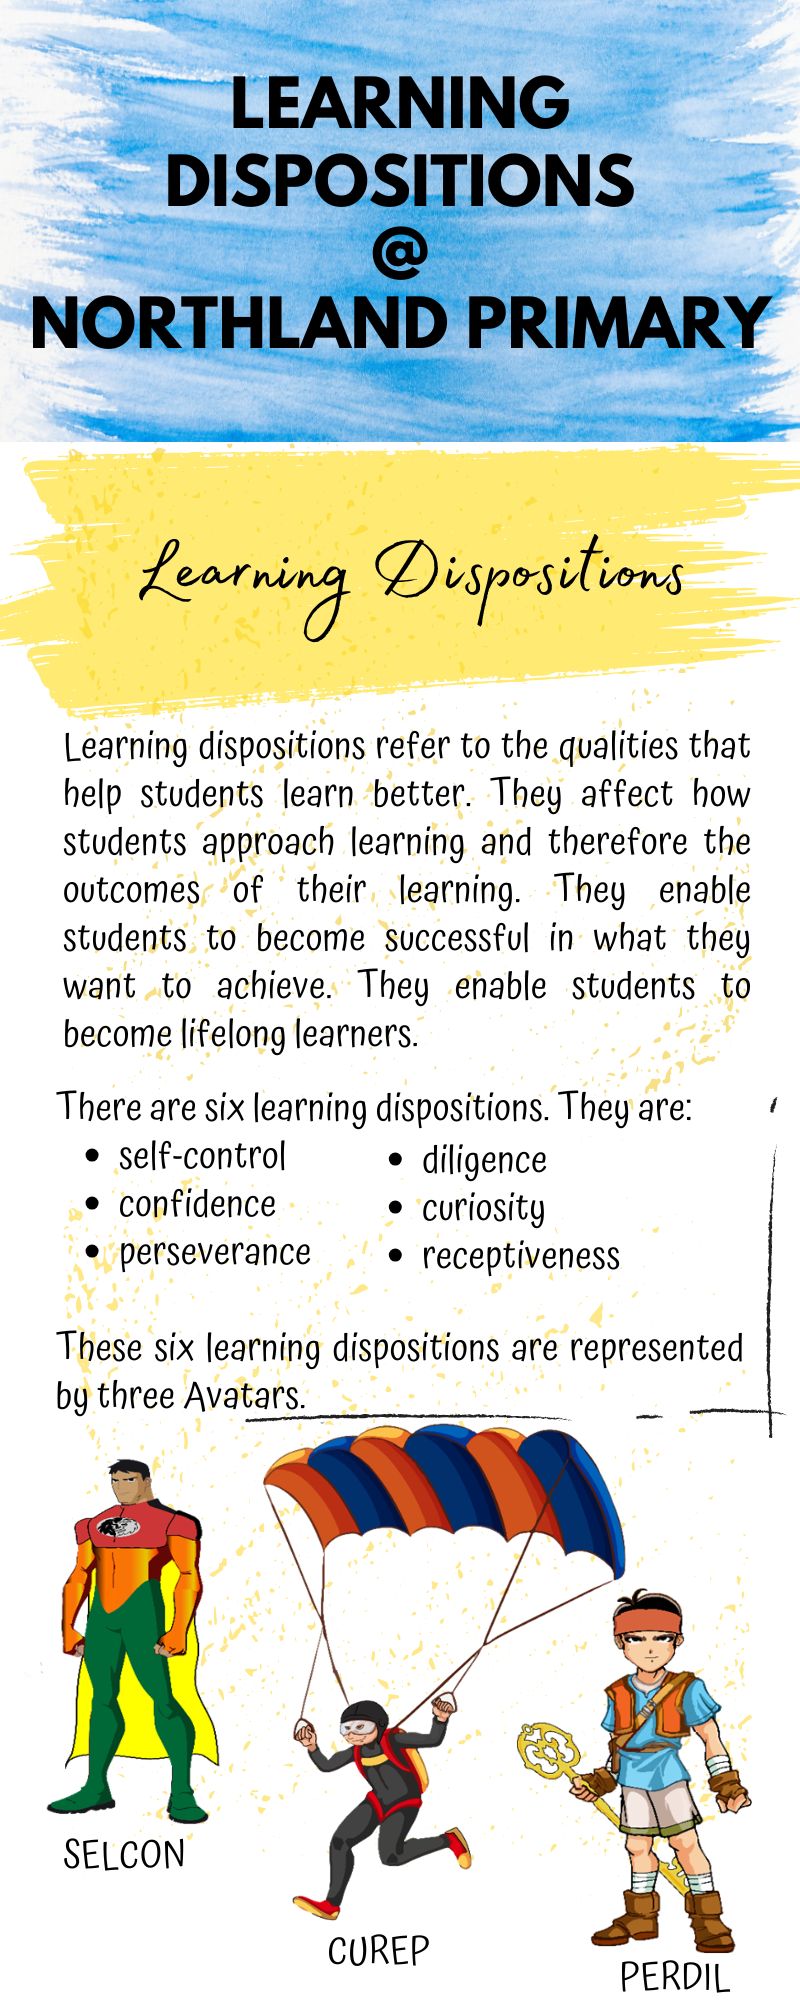 LEARNING
DISPOSITIONS
@
NORTHLAND PRIMARY
Learning Dispositions
Learning dispositions refer to the qualities that
help students learn better. They affect how
students approach learning and therefore the
outcomes of their learning. They enable
students to become successful in what they
want to achieve. They enable students to
become lifelong learners.
There are six learning dispositions. They are:
• self-control
• confidence
• perseverance
• diligence
• curiosity
• receptiveness
These six learning dispositions are represented
by three Avatars.
SELCON
CUREP
PERDIL